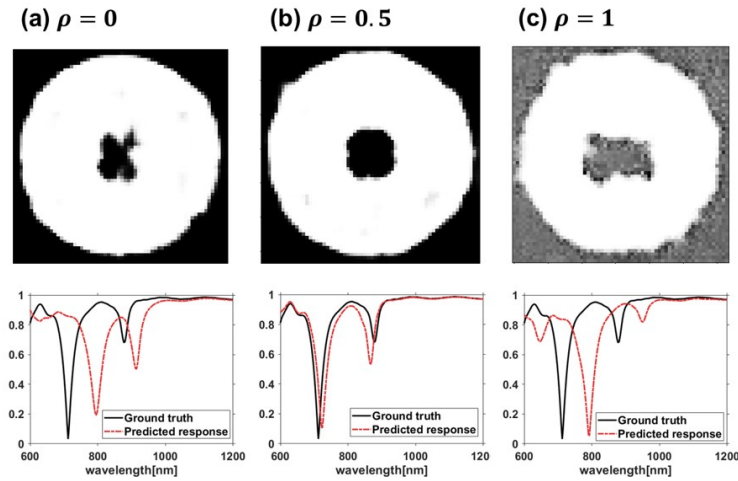 (a) ρ = 0
(b) ρ = 0.5
(c) ρ = 1
1
0.8
0.6
0.4
0.2
0
600 800 1000 1200
wavelength[nm]
Ground truth
Predicted response
1
0.8
0.6
0.4
0.2
0
600 800 1000 120
wavelength[nm]
Ground truth
Predicted response
1
0.8
0.6
0.4
0.2
0
600 800 1000 1200
wavelength[nm]
Ground truth
Predicted response